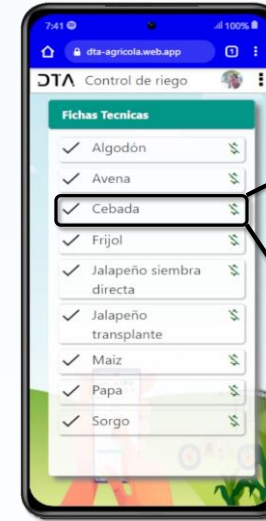 7:41 100%
dta-agricola.web.app 1
DTA Control de riego
Fichas Tecnicas
Algodón
Avena
Cebada
Frijol
Jalapeño siembra
directa
Jalapeño
transplante
Maiz
Papa
Sorgo